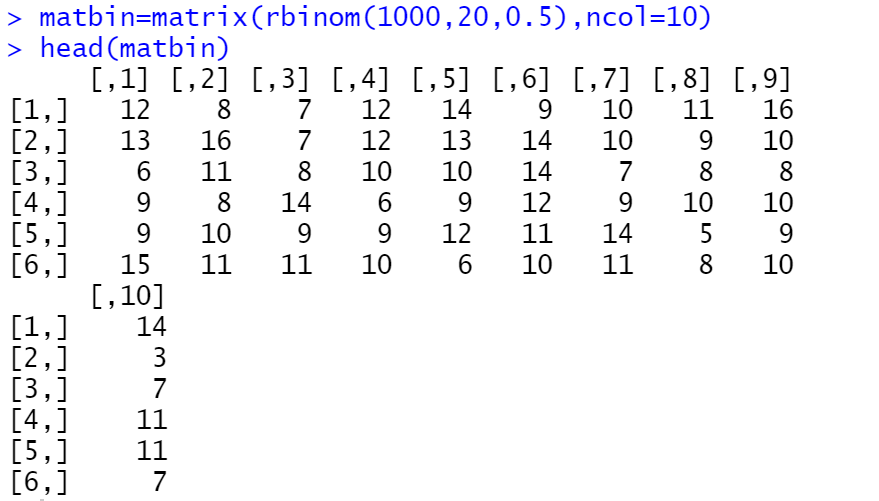 > matbin=matrix(rbinom(1000,20,0.5),ncol=10)
> head(matbin)
     [,1] [,2] [,3] [,4] [,5] [,6] [,7] [,8] [,9]
[1,]   12    8    7   12   14    9   10   11   16
[2,]   13   16    7   12   13   14   10    9   10
[3,]    6   11    8   10   10   14    7    8    8
[4,]    9    8   14    6    9   12    9   10   10
[5,]    9   10    9    9   12   11   14    5    9
[6,]   15   11   11   10    6   10   11    8   10
     [,10]
[1,]    14
[2,]     3
[3,]     7
[4,]    11
[5,]    11
[6,]     7